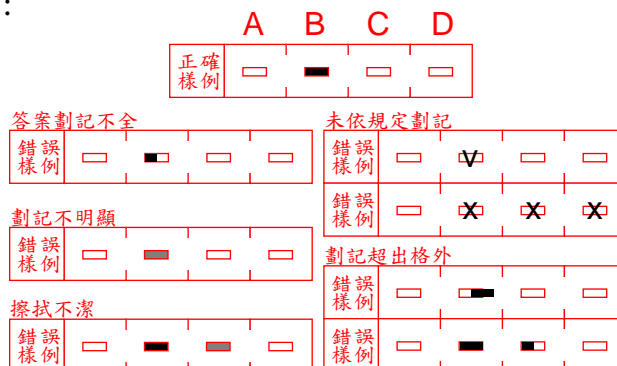 ：
A B C D
正確
樣例
答案劃記不全
錯誤
樣例
劃記不明顯
錯誤
樣例
擦拭不潔
錯誤
樣例
未依規定劃記
錯誤
樣例
V
錯誤
樣例
X X X
劃記超出格外
錯誤
樣例
錯誤
樣例